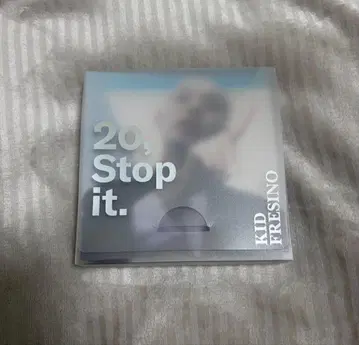 20,
Stop
it.
KID
FRESINO